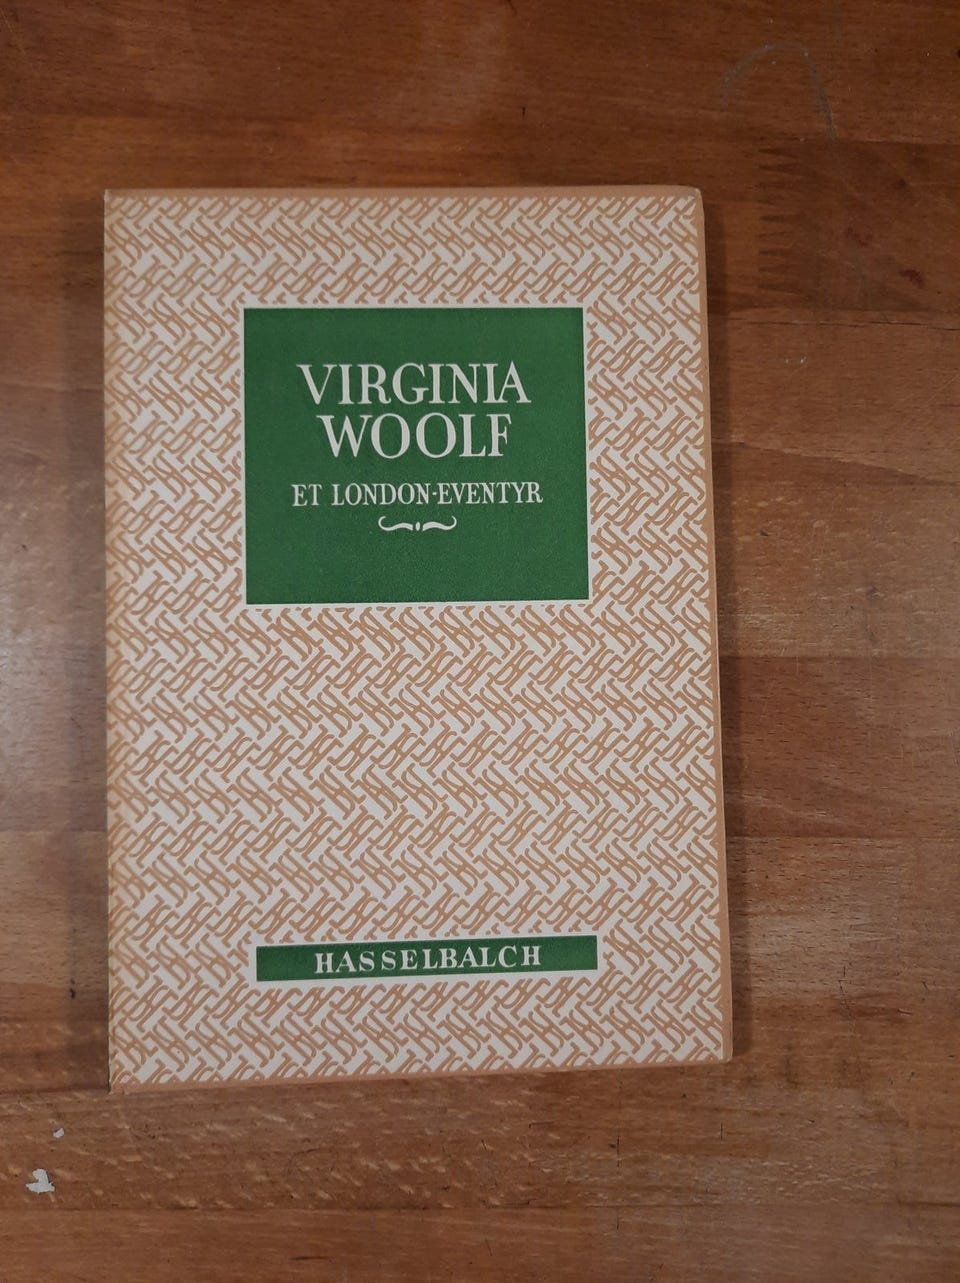 VIRGINIA
WOOLF
ET LONDON-EVENTYR
HASSELBALCH